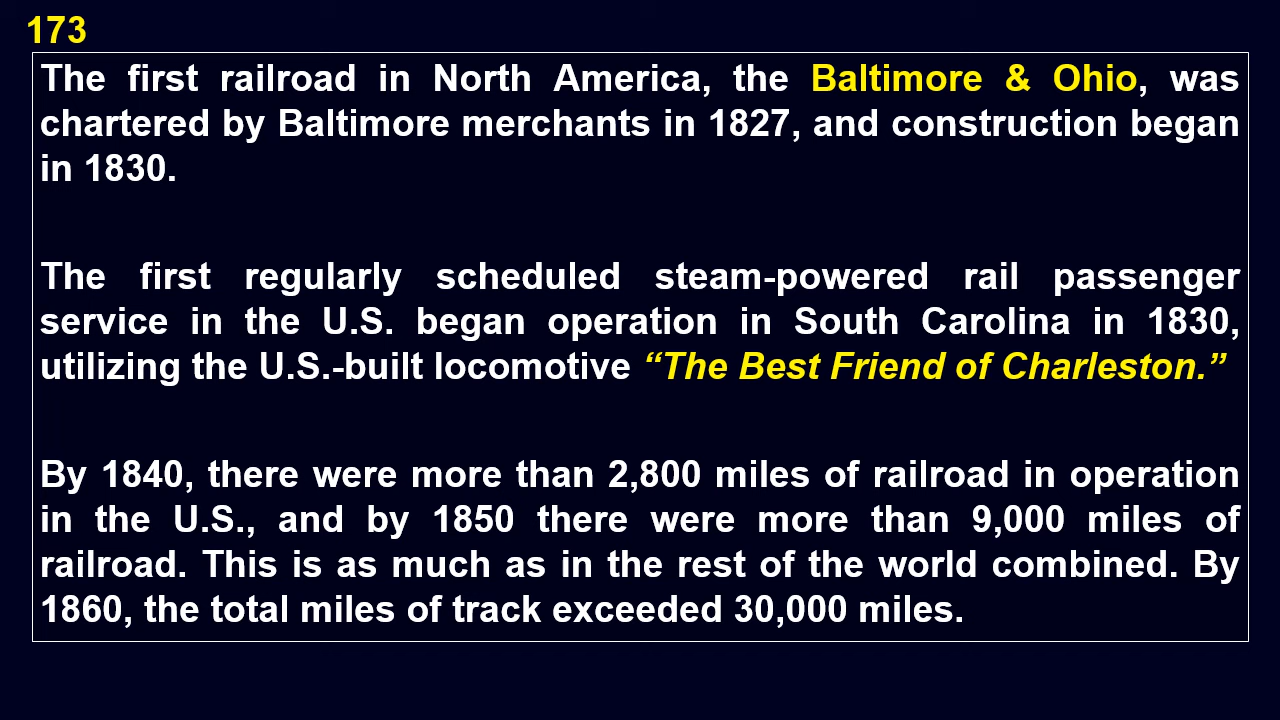 173
The first railroad in North America, the Baltimore & Ohio, was
chartered by Baltimore merchants in 1827, and construction began
in 1830.
The first regularly scheduled steam-powered rail passenger
service in the U.S. began operation in South Carolina in 1830,
utilizing the U.S.-built locomotive “The Best Friend of Charleston.”
By 1840, there were more than 2,800 miles of railroad in operation
in the U.S., and by 1850 there were more than 9,000 miles of
railroad. This is as much as in the rest of the world combined. By
1860, the total miles of track exceeded 30,000 miles.